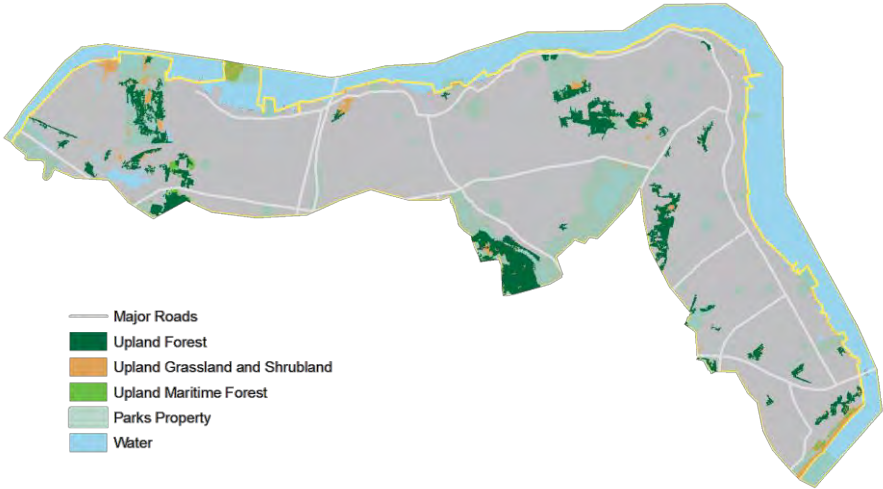 Major Roads
Upland Forest
Upland Grassland and Shrubland
Upland Maritime Forest
Parks Property
Water